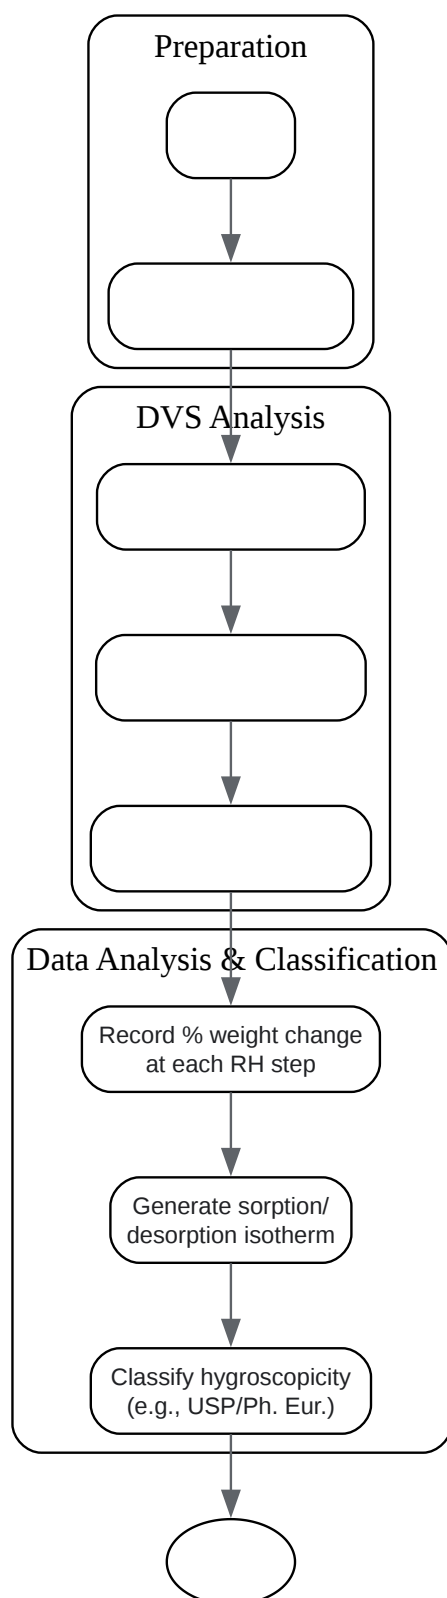 Preparation
DVS Analysis
Data Analysis & Classification
Record % weight change
at each RH step
Generate sorption/
desorption isotherm
Classify hygroscopicity
(e.g., USP/Ph. Eur.)